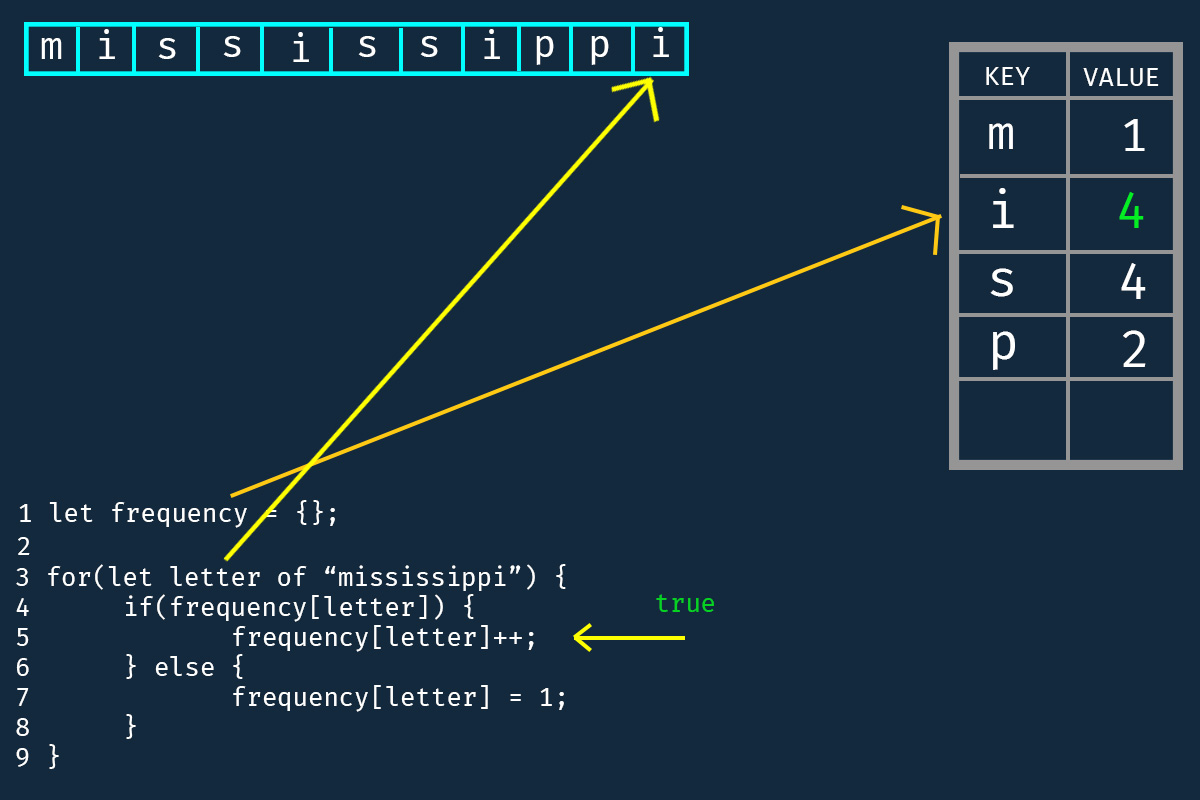 m i s s i s s i p p i
KEY VALUE
m 1
i 4
s 4
p 2
1 let frequency = {};
2
3 for(let letter of “mississippi”) {
4 if(frequency[letter]) {
true
5 frequency[letter]++;
6 } else {
7 frequency[letter] = 1;
8 }
9 }